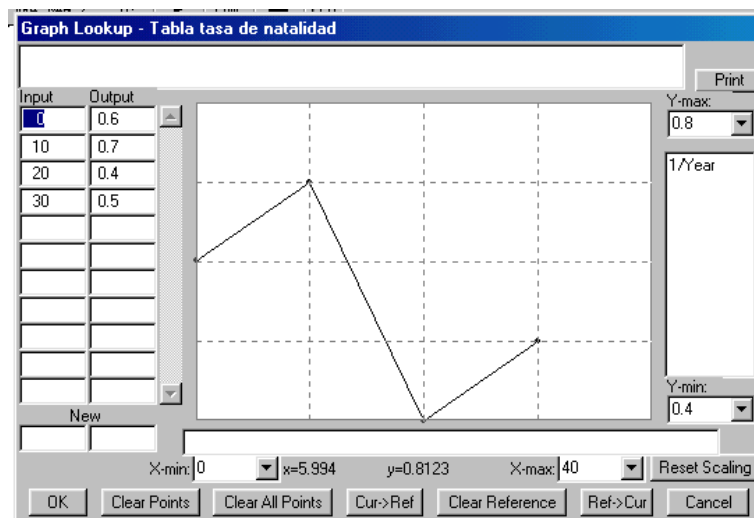 Graph Lookup - Tabla tasa de natalidad
Print
Input Output
0 0.6
10 0.7
20 0.4
30 0.5
New
Y-max:
0.8
1/Year
Y-min:
0.4
X-min: 0 x=5.994 y=0.8123 X-max: 40 Reset Scaling
OK Clear Points Clear All Points Cur->Ref Clear Reference Ref->Cur Cancel